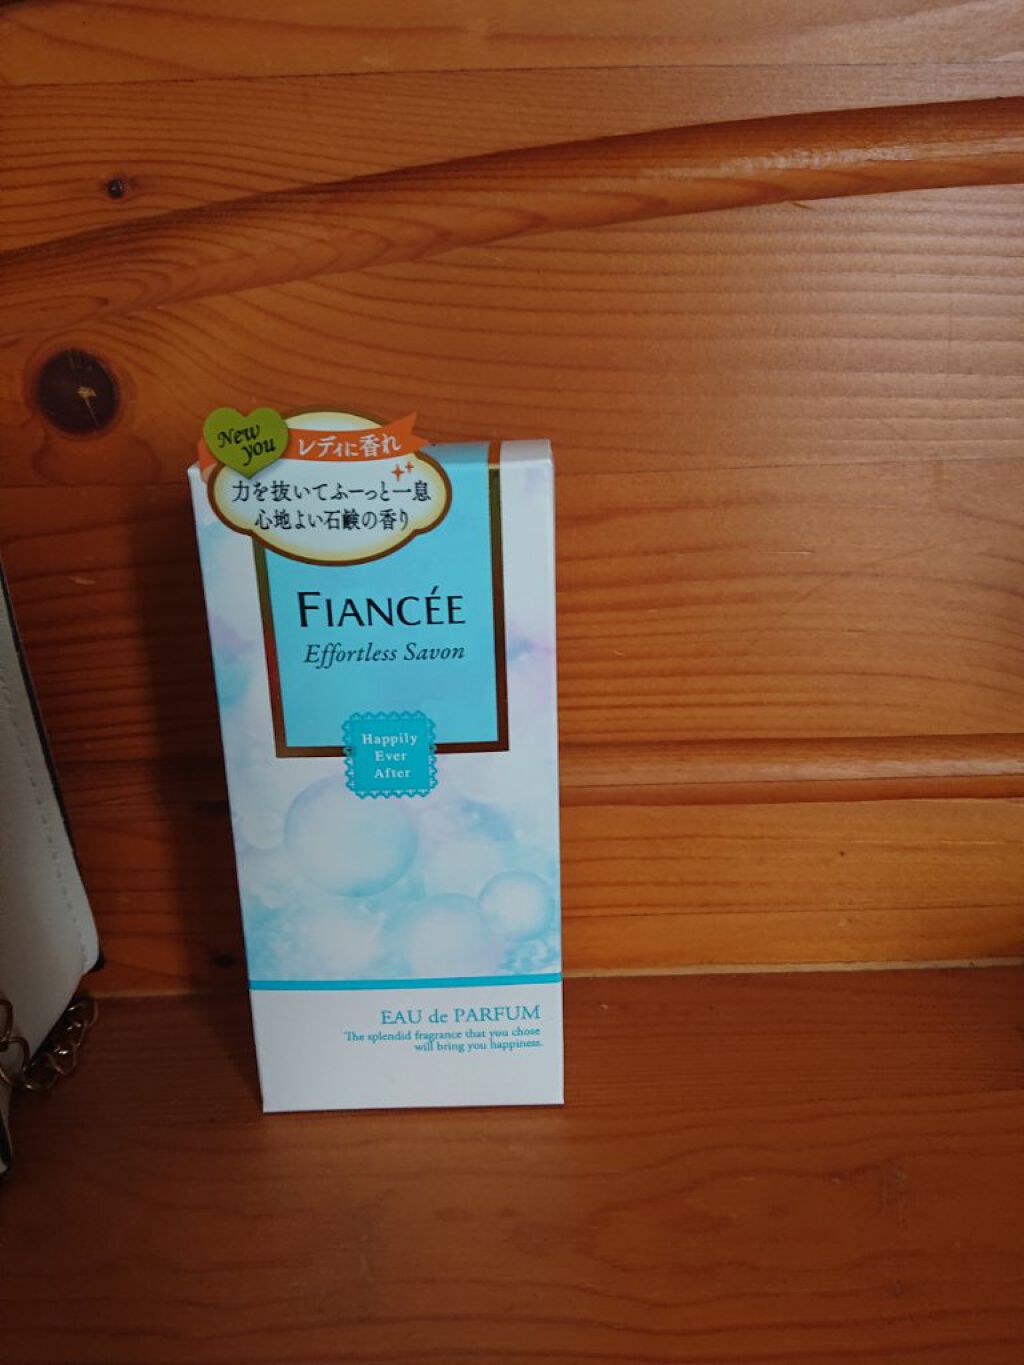 New
you
レディに香れ
力を抜いてふーっと一息
心地よい石鹸の香り
FIANCÉE
Effortless Savon
Happily
Ever
After
EAU de PARFUM
The splendid fragrance that you chose
will bring you happiness.